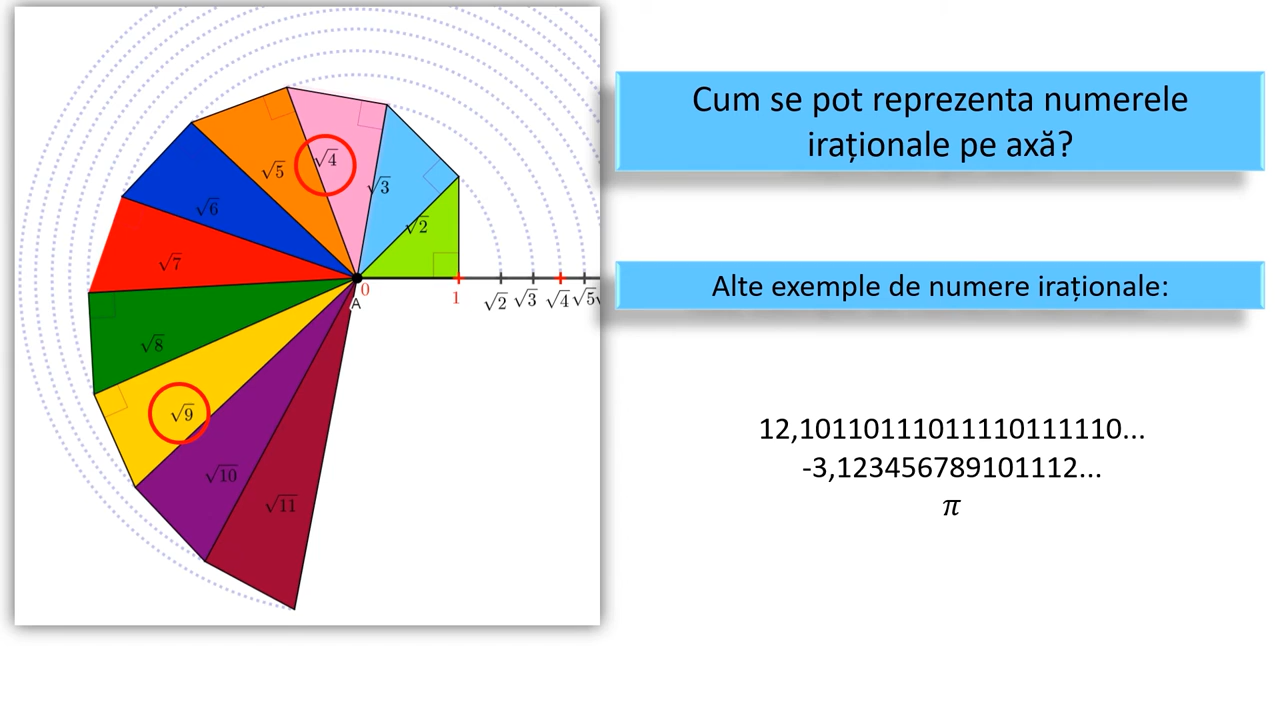 Cum se pot reprezenta numerele
iraționale pe axă?
Alte exemple de numere iraționale:
12,1011011101111011111110...
-3,123456789101112...
π
√4
√5
√3
√6
√2
√7
0
A
1
√2 √3 √4 √5
√8
√9
√10
√11